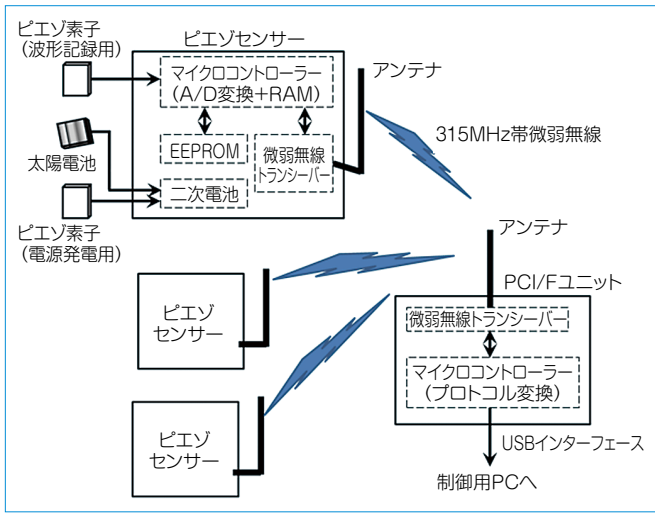 ピエゾ素子
（波形記録用）
ピエゾセンサー
マイクロコントローラー
（A/D変換+RAM）
アンテナ
EEPROM
微弱無線
トランシーバー
315MHz帯微弱無線
太陽電池
二次電池
ピエゾ素子
（電源発電用）
アンテナ
PCI/Fユニット
微弱無線トランシーバー
ピエゾ
センサー
マイクロコントローラー
（プロトコル変換）
ピエゾ
センサー
USBインターフェース
制御用PCへ